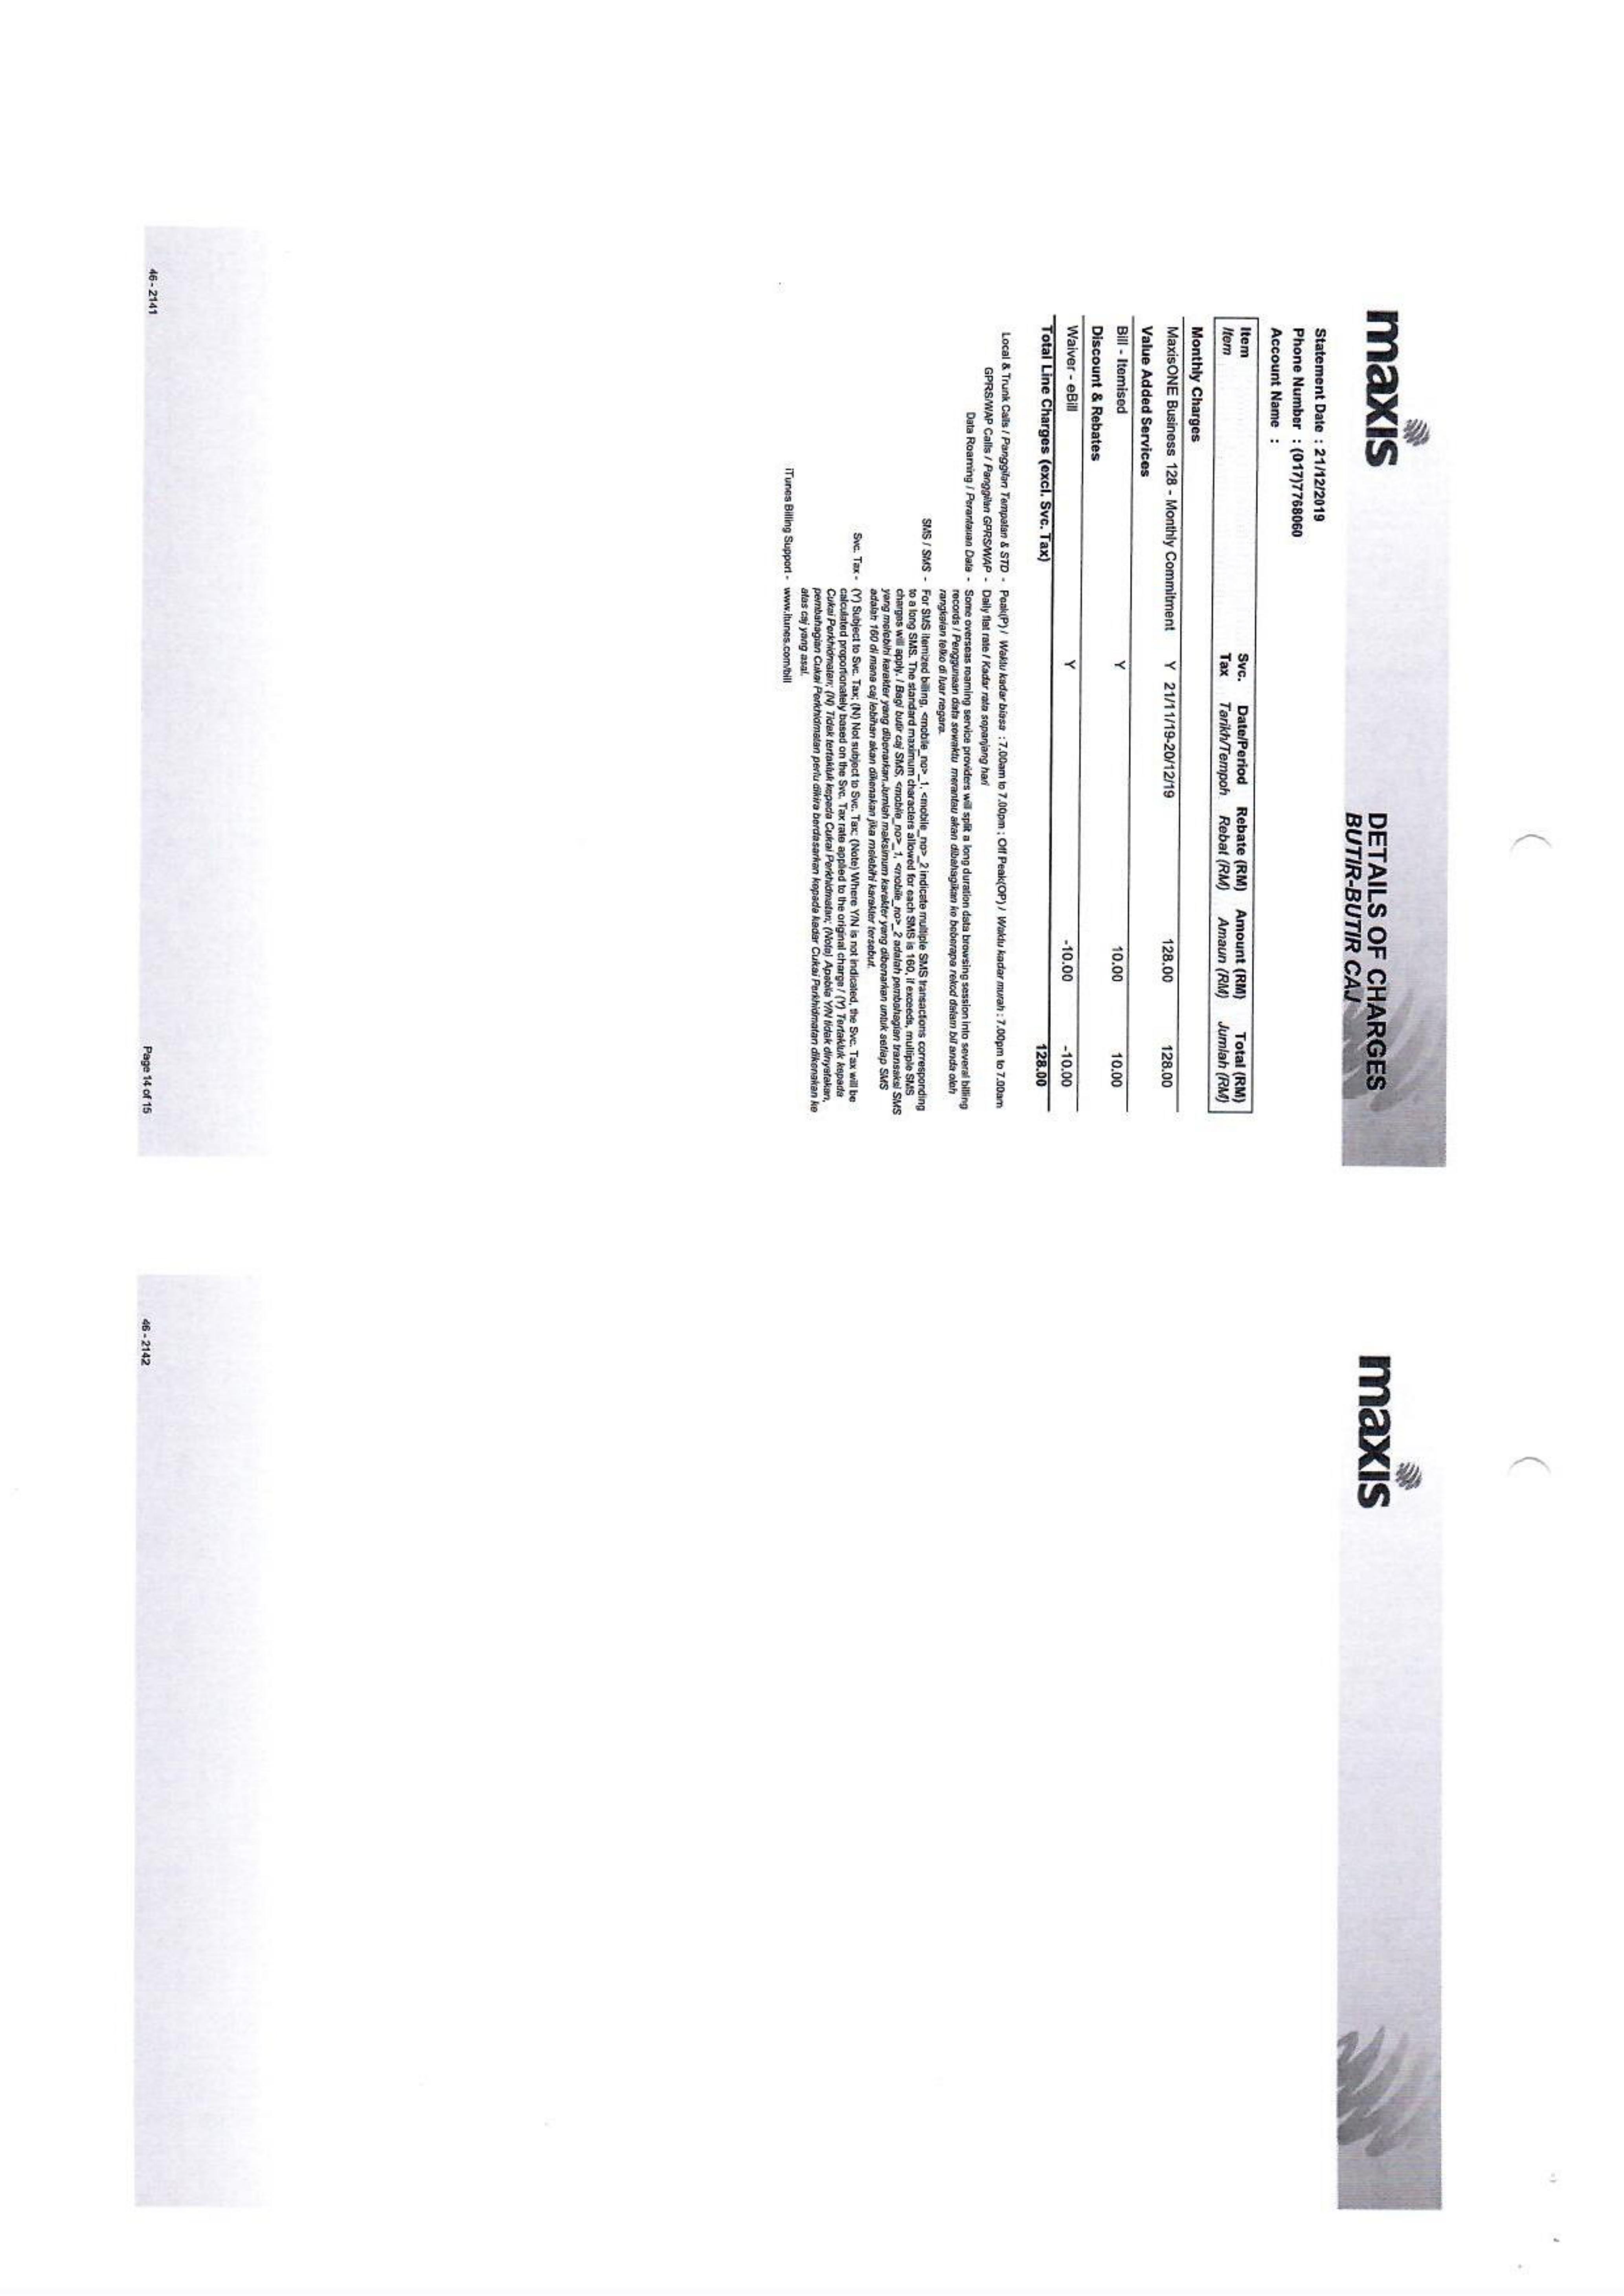 maxis
DETAILS OF CHARGES
BUTIR-BUTIR CAJ
Statement Date : 21/12/2019
Phone Number : (017)7768060
Account Name :
Item Svc. Date/Period Rebate (RM) Amount (RM) Total (RM)
Item Tax Tarikh/Tempoh Rebat (RM) Amaun (RM) Jumlah (RM)
Monthly Charges
MaxisONE Business 128 - Monthly Commitment Y 21/11/19-20/12/19 128.00 128.00
Value Added Services
Bill - Itemised Y 10.00 10.00
Discount & Rebates
Waiver - eBill Y -10.00 -10.00
Total Line Charges (excl. Svc. Tax) 128.00
Local & Trunk Calls / Panggilan Tempatan & STD - Peak(P) / Waktu kadar biasa : 7.00am to 7.00pm ; Off Peak(OP) / Waktu kadar murah : 7.00pm to 7.00am
GPRS/WAP Calls / Panggilan GPRS/WAP - Daily flat rate / Kadar rata sepanjang hari
Data Roaming / Perantauan Data - Some overseas roaming service providers will split a long duration data browsing session into several billing
records / Penggunaan data sewaktu merantau akan dibahagikan ke beberapa rekod dalam bil anda oleh
rangkaian telko di luar negara.
SMS / SMS - For SMS itemized billing, <mobile_no>_1, <mobile_no>_2 indicate multiple SMS transactions corresponding
to a long SMS. The standard maximum characters allowed for each SMS is 160, if exceeds, multiple SMS
charges will apply. / Bagi butir caj SMS, <mobile_no>_1, <mobile_no>_2 adalah pembahagian transaksi SMS
yang melebihi karakter yang dibenarkan.Jumlah maksimum karakter yang dibenarkan untuk setiap SMS
adalah 160 di mana caj lebihan akan dikenakan jika melebihi karakter tersebut.
Svc. Tax - (Y) Subject to Svc. Tax; (N) Not subject to Svc. Tax; (Note) Where Y/N is not indicated, the Svc. Tax will be
calculated proportionately based on the Svc. Tax rate applied to the original charge / (Y) Tertakluk kepada
Cukai Perkhidmatan; (N) Tidak tertakluk kepada Cukai Perkhidmatan; (Nota) Apabila Y/N tidak dinyatakan,
pembahagian Cukai Perkhidmatan perlu dikira berdasarkan kepada kadar Cukai Perkhidmatan dikenakan ke
atas caj yang asal.
iTunes Billing Support - www.itunes.com/bill
46 - 2141
Page 14 of 15
maxis
46 - 2142